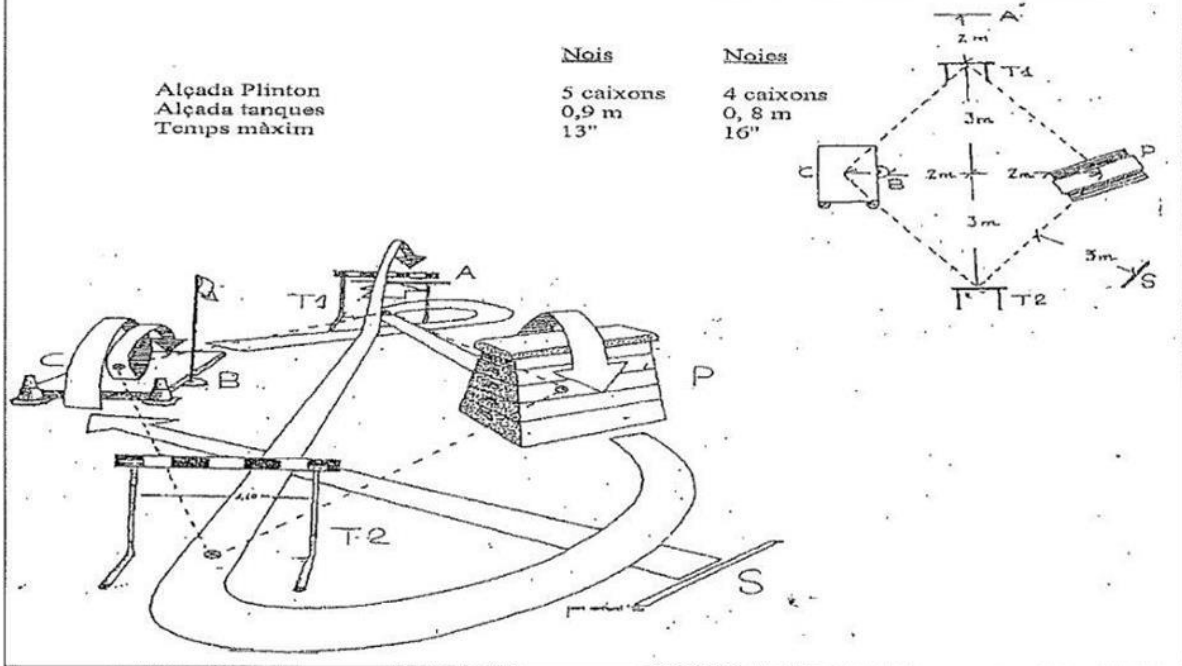 Nois Noies
Alçada Plinton 5 caixons 4 caixons
Alçada tanques 0,9 m 0, 8 m
Temps màxim 13" 16"
A
2 m
T1
3m
C B 2m 2m P
3m
3m S
T2
A
T1
C B P
T2
S